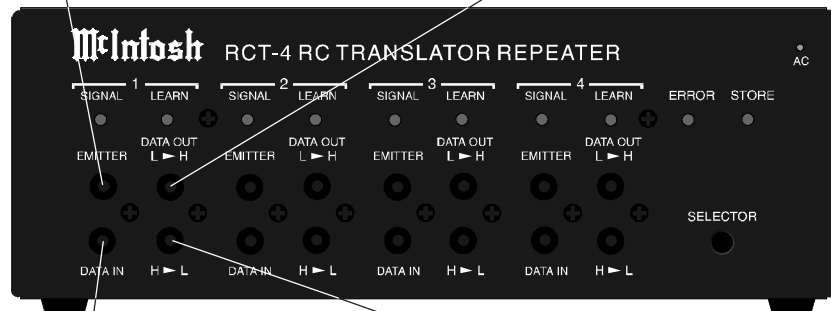 McIntosh RCT-4 RC TRANSLATOR REPEATER
AC
1 2 3 4
SIGNAL LEARN SIGNAL LEARN SIGNAL LEARN SIGNAL LEARN ERROR STORE
DATA OUT DATA OUT DATA OUT DATA OUT
EMITTER L ► H EMITTER L ► H EMITTER L ► H EMITTER L ► H
SELECTOR
DATA IN H ► L DATA IN H ► L DATA IN H ► L DATA IN H ► L